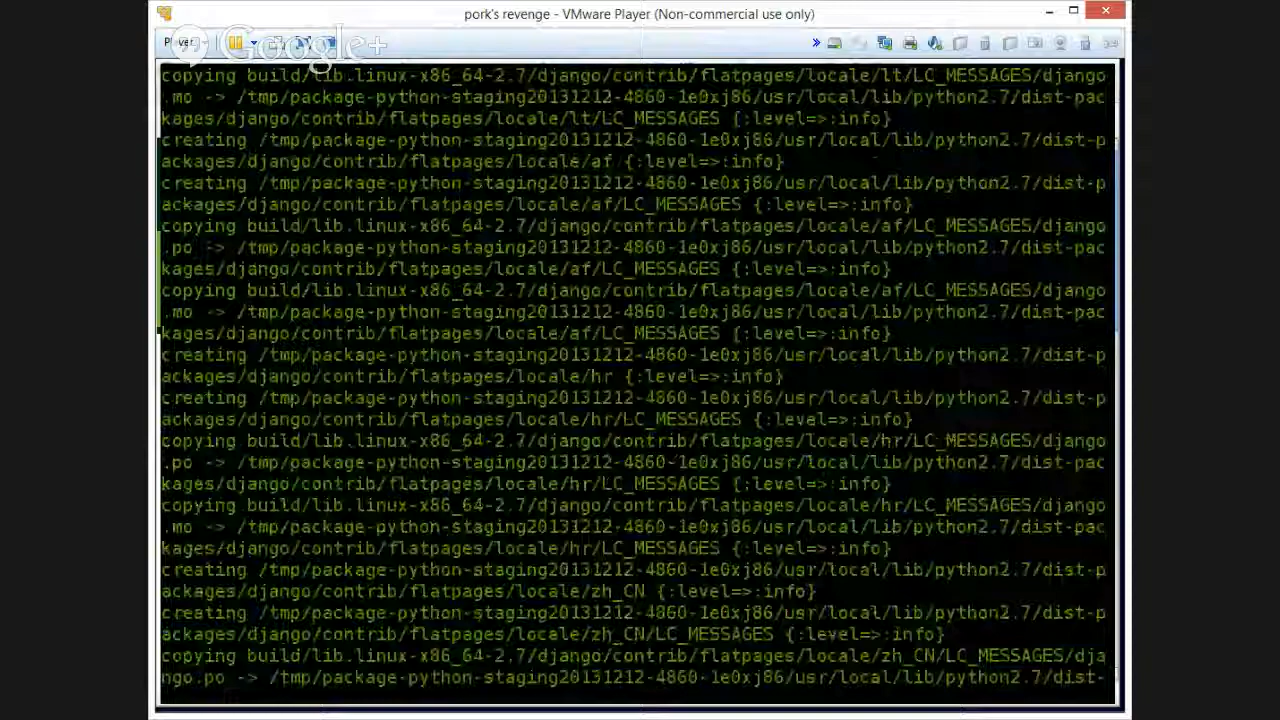 pork's revenge - VMware Player (Non-commercial use only)
Player
Google+
copying build/lib.linux-x86_64-2.7/django/contrib/flatpages/locale/lt/LC_MESSAGES/django
.mo -> /tmp/package-python-staging20131212-4860-1e0xj86/usr/local/lib/python2.7/dist-pac
kages/django/contrib/flatpages/locale/lt/LC_MESSAGES {:level=>:info}
creating /tmp/package-python-staging20131212-4860-1e0xj86/usr/local/lib/python2.7/dist-p
ackages/django/contrib/flatpages/locale/af {:level=>:info}
creating /tmp/package-python-staging20131212-4860-1e0xj86/usr/local/lib/python2.7/dist-p
ackages/django/contrib/flatpages/locale/af/LC_MESSAGES {:level=>:info}
copying build/lib.linux-x86_64-2.7/django/contrib/flatpages/locale/af/LC_MESSAGES/django
.po -> /tmp/package-python-staging20131212-4860-1e0xj86/usr/local/lib/python2.7/dist-pac
kages/django/contrib/flatpages/locale/af/LC_MESSAGES {:level=>:info}
copying build/lib.linux-x86_64-2.7/django/contrib/flatpages/locale/af/LC_MESSAGES/django
.mo -> /tmp/package-python-staging20131212-4860-1e0xj86/usr/local/lib/python2.7/dist-pac
kages/django/contrib/flatpages/locale/af/LC_MESSAGES {:level=>:info}
creating /tmp/package-python-staging20131212-4860-1e0xj86/usr/local/lib/python2.7/dist-p
ackages/django/contrib/flatpages/locale/hr {:level=>:info}
creating /tmp/package-python-staging20131212-4860-1e0xj86/usr/local/lib/python2.7/dist-p
ackages/django/contrib/flatpages/locale/hr/LC_MESSAGES {:level=>:info}
copying build/lib.linux-x86_64-2.7/django/contrib/flatpages/locale/hr/LC_MESSAGES/django
.po -> /tmp/package-python-staging20131212-4860-1e0xj86/usr/local/lib/python2.7/dist-pac
kages/django/contrib/flatpages/locale/hr/LC_MESSAGES {:level=>:info}
copying build/lib.linux-x86_64-2.7/django/contrib/flatpages/locale/hr/LC_MESSAGES/django
.mo -> /tmp/package-python-staging20131212-4860-1e0xj86/usr/local/lib/python2.7/dist-pac
kages/django/contrib/flatpages/locale/hr/LC_MESSAGES {:level=>:info}
creating /tmp/package-python-staging20131212-4860-1e0xj86/usr/local/lib/python2.7/dist-p
ackages/django/contrib/flatpages/locale/zh_CN {:level=>:info}
creating /tmp/package-python-staging20131212-4860-1e0xj86/usr/local/lib/python2.7/dist-p
ackages/django/contrib/flatpages/locale/zh_CN/LC_MESSAGES {:level=>:info}
copying build/lib.linux-x86_64-2.7/django/contrib/flatpages/locale/zh_CN/LC_MESSAGES/dja
ngo.po -> /tmp/package-python-staging20131212-4860-1e0xj86/usr/local/lib/python2.7/dist-